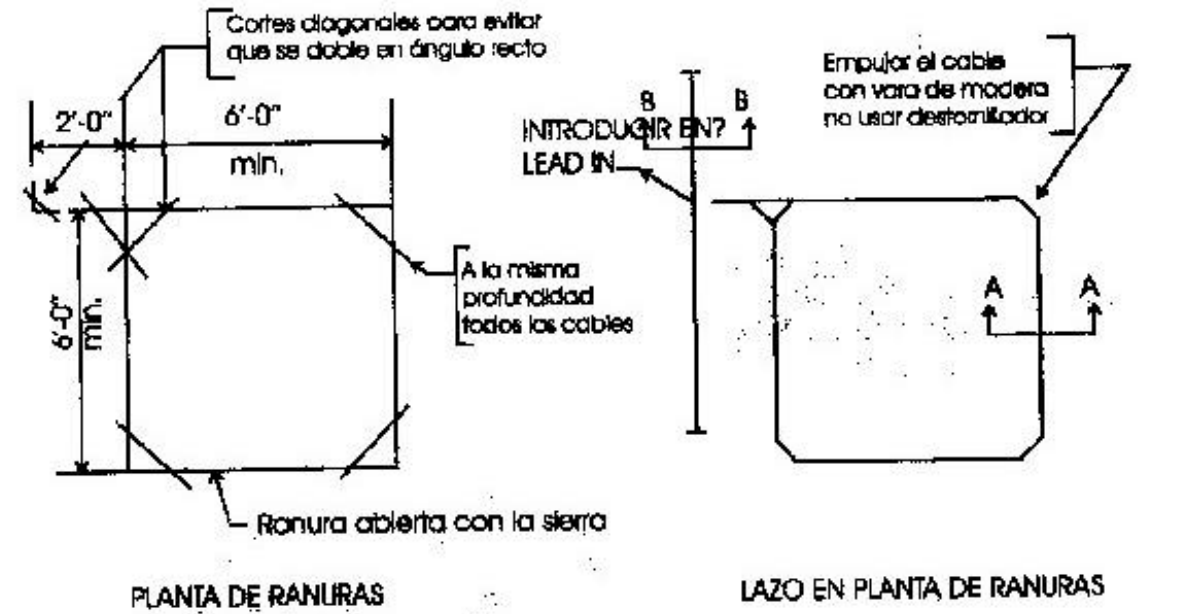 Cortes diagonales para evitar
que se doble en ángulo recto
2'-0"
6'-0"
min.
6'-0"
min.
A la misma
profundidad
todos los cables
Ranura abierta con la sierra
PLANTA DE RANURAS
Empujar el cable
con vara de madera
no usar destornillador
B
B
INTRODUCIR EN?
LEAD IN
A
A
LAZO EN PLANTA DE RANURAS